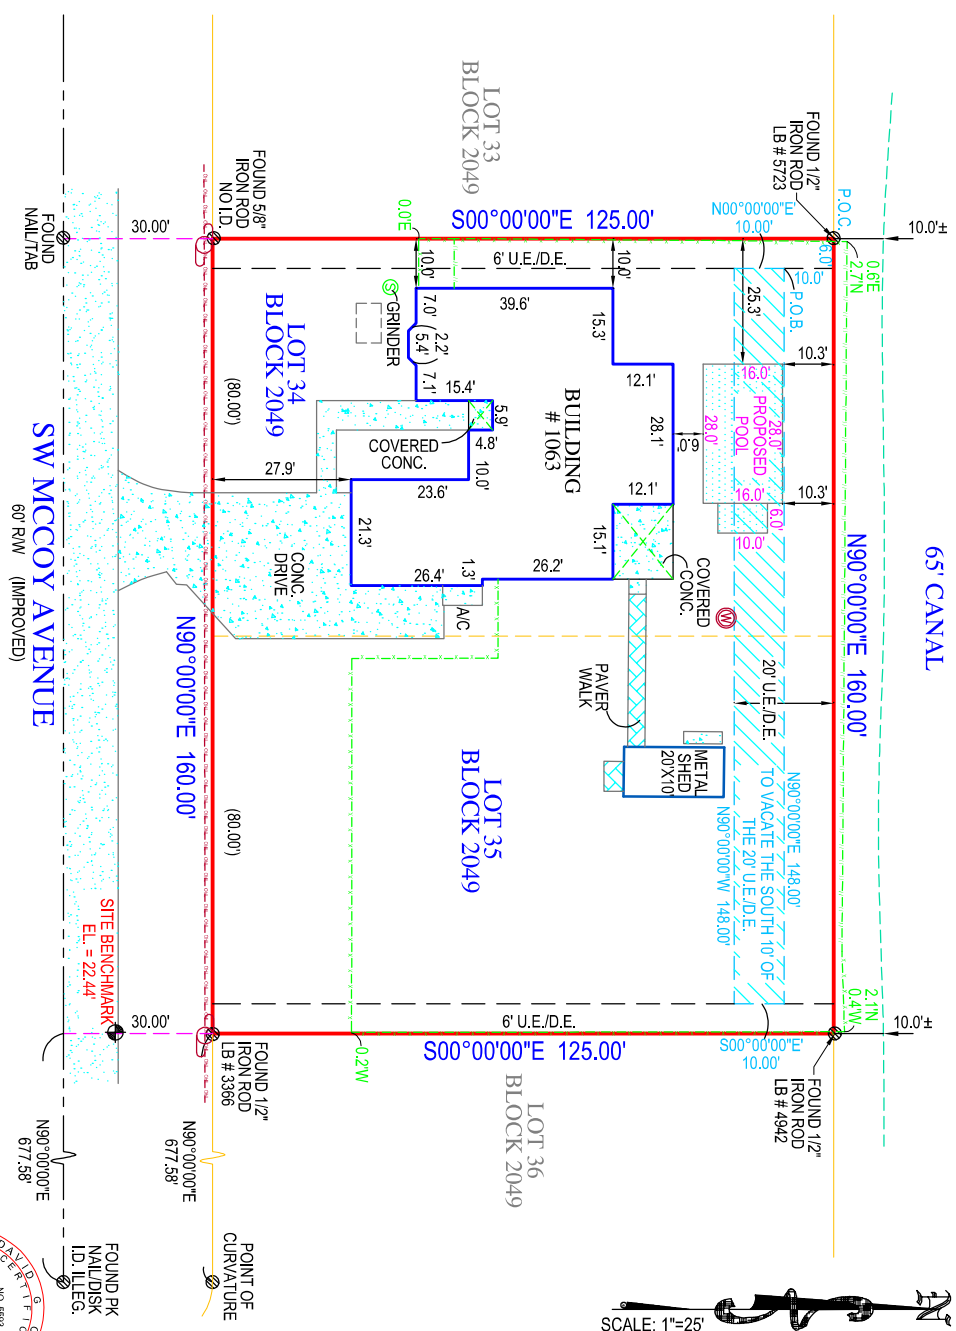 65' CANAL
10.0'±
FOUND 1/2"
IRON ROD
LB # 5723
P.O.C.
6.0'
0.6'E
2.7'N
N00°00'00"E
10.00'
10.0'
P.O.B.
N90°00'00"E 160.00'
10.0'±
2.1'N
0.4'W
FOUND 1/2"
IRON ROD
LB # 4942
S00°00'00"E
10.00'
LOT 33
BLOCK 2049
S00°00'00"E 125.00'
6' U.E./D.E.
0.0'E
10.0'
10.0'
25.3'
10.3'
10.3'
16.0'
28.0'
PROPOSED
POOL
28.0'
16.0'
6.0'
10.0'
6.0'
20' U.E./D.E.
N90°00'00"E 148.00'
TO VACATE THE SOUTH 10' OF
THE 20' U.E./D.E.
N90°00'00"W 148.00'
39.6'
15.3'
12.1'
28.1'
12.1'
15.1'
26.2'
1.3'
26.4'
21.3'
23.6'
10.0'
4.8'
5.9'
15.4'
7.1'
(2.2'
5.4')
7.0'
BUILDING
# 1063
COVERED
CONC.
COVERED
CONC.
W
PAVER
WALK
METAL
SHED
20'X10'
S
GRINDER
A/C
CONC.
DRIVE
27.9'
LOT 34
BLOCK 2049
LOT 35
BLOCK 2049
LOT 36
BLOCK 2049
6' U.E./D.E.
S00°00'00"E 125.00'
0.2'W
(80.00')
(80.00')
N90°00'00"E 160.00'
FOUND 5/8"
IRON ROD
NO I.D.
FOUND 1/2"
IRON ROD
LB # 3366
30.00'
30.00'
FOUND
NAIL/TAB
SW MCCOY AVENUE
60' R/W (IMPROVED)
SITE BENCHMARK
EL. = 22.44'
N90°00'00"E
677.58'
N90°00'00"E
677.58'
POINT OF
CURVATURE
FOUND PK
NAIL/DISK
I.D. ILLEG.
DAVID G
CERTIFIC
SCALE: 1"=25'